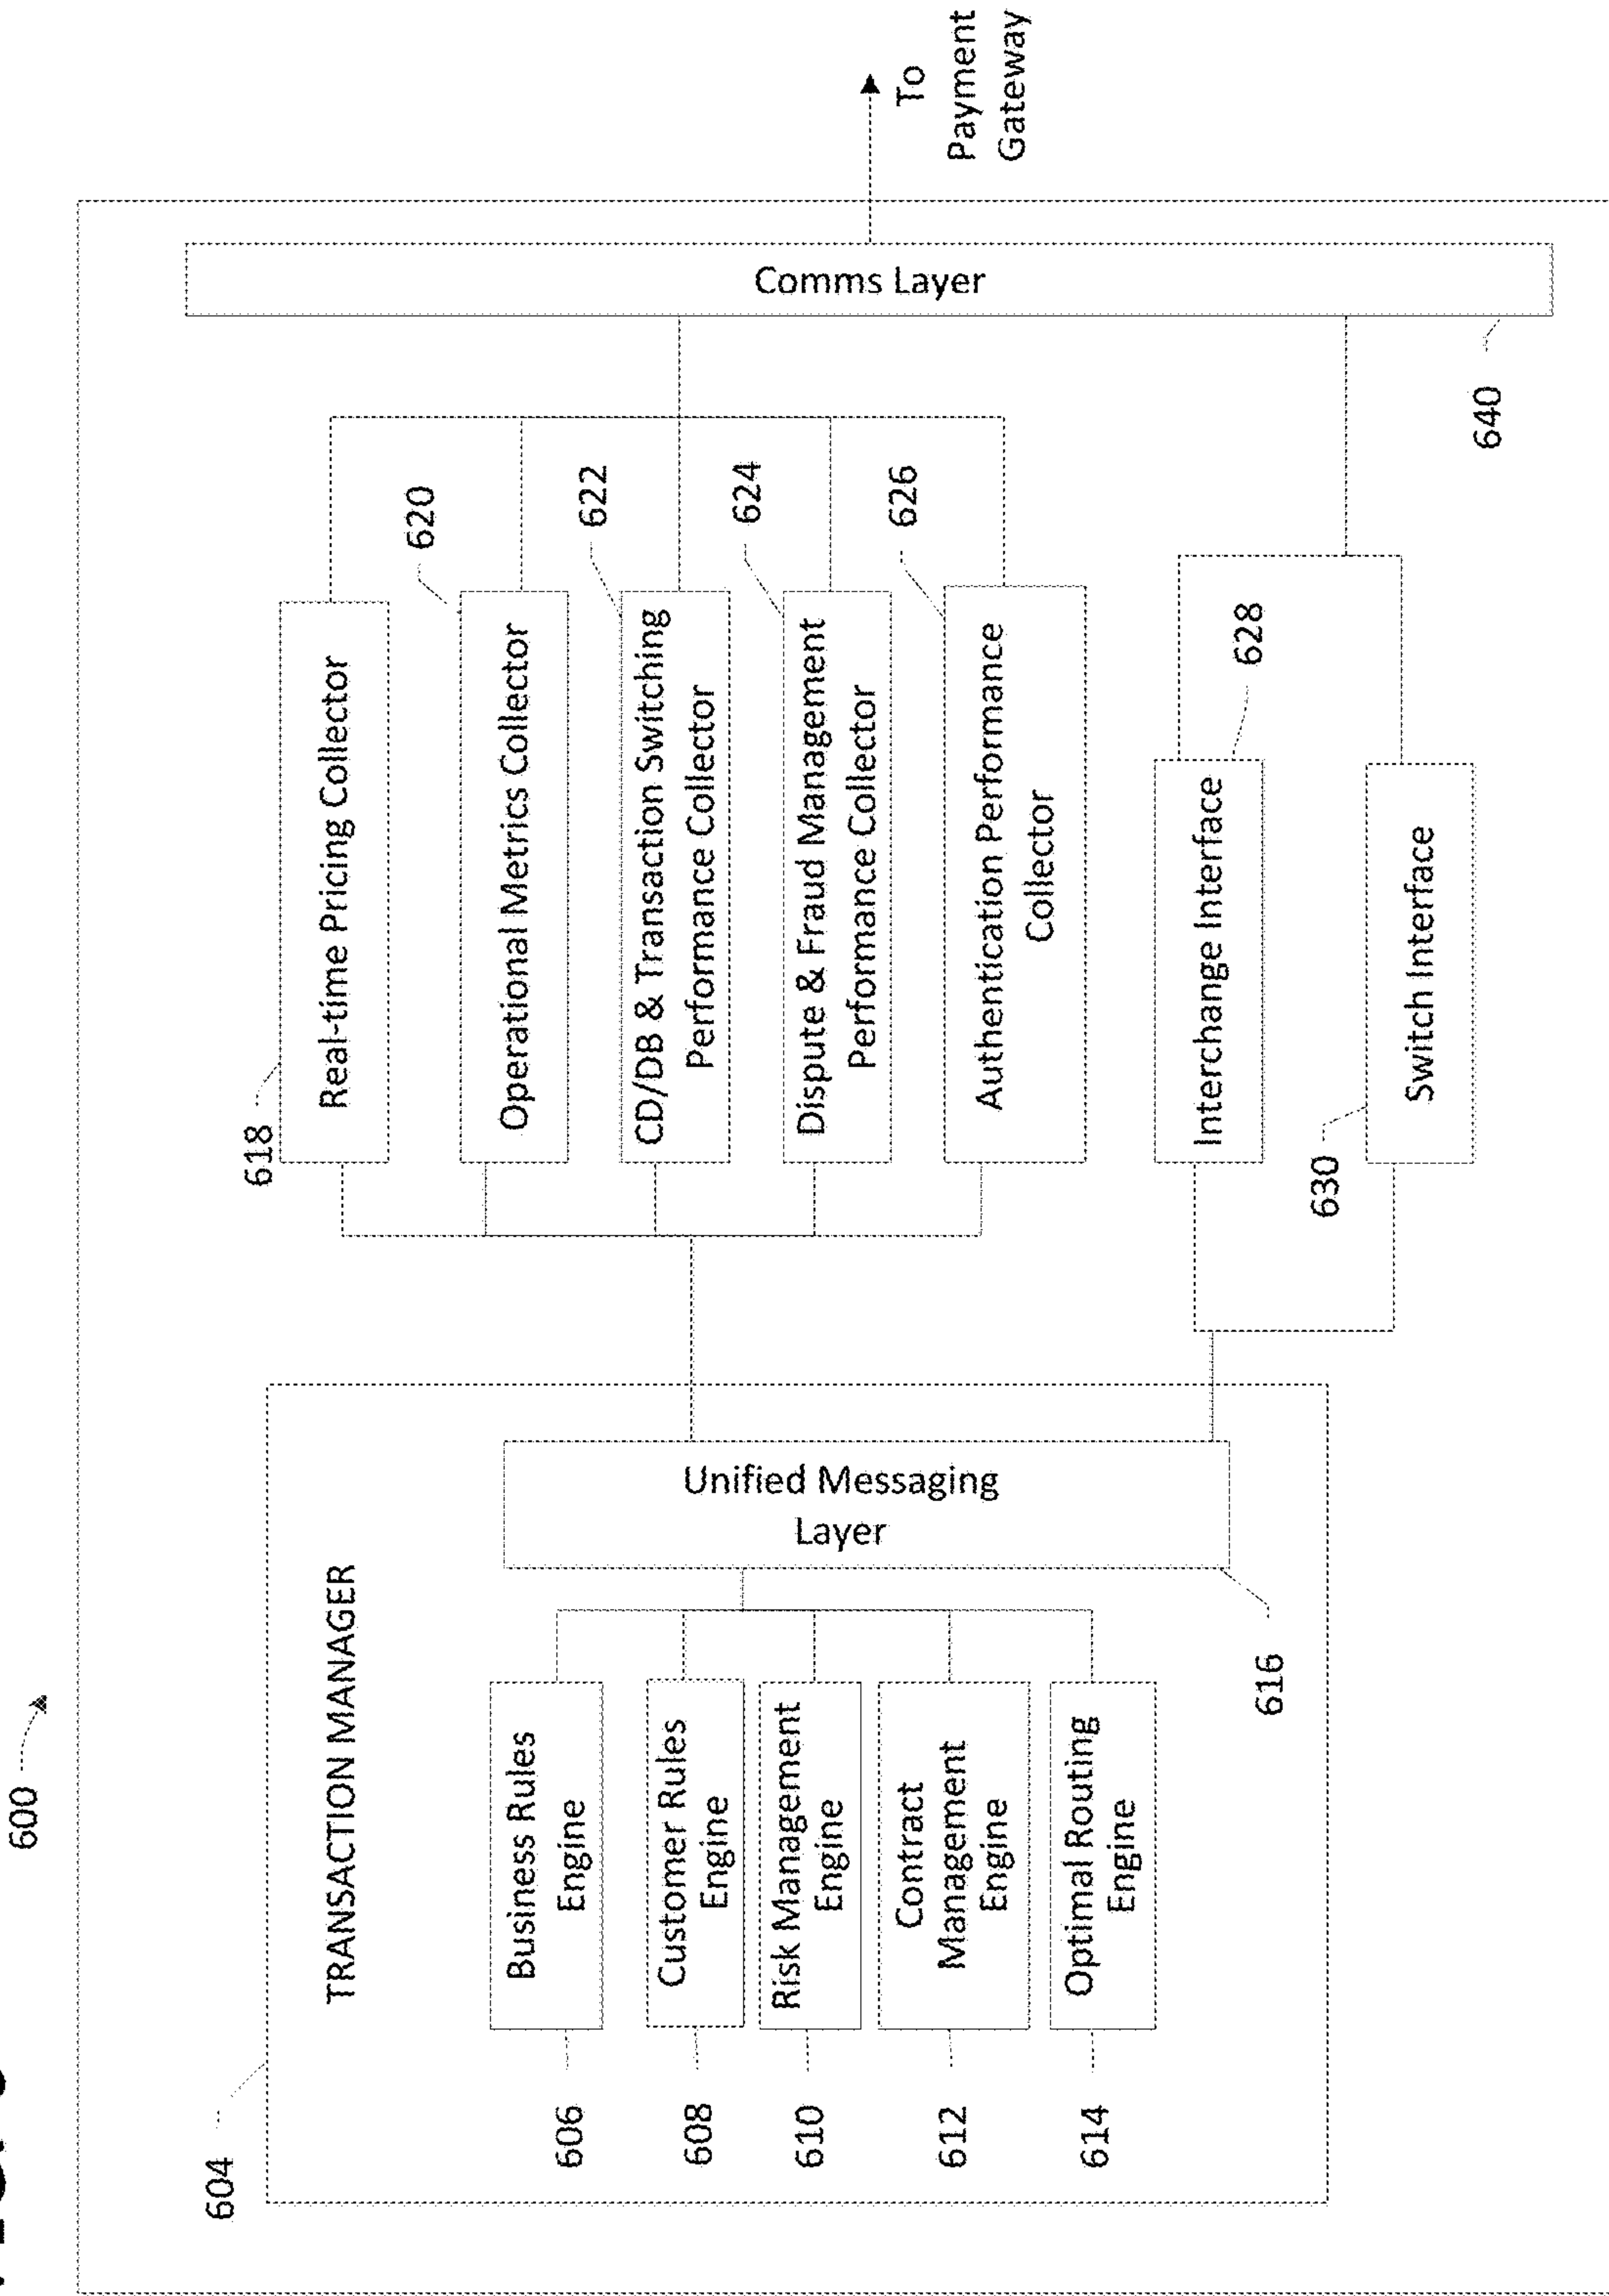 600
604
TRANSACTION MANAGER
606
Business Rules
Engine
608
Customer Rules
Engine
610
Risk Management
Engine
612
Contract
Management
Engine
614
Optimal Routing
Engine
Unified Messaging
Layer
616
618
Real-time Pricing Collector
620
Operational Metrics Collector
622
CD/DB & Transaction Switching
Performance Collector
624
Dispute & Fraud Management
Performance Collector
626
Authentication Performance
Collector
628
Interchange Interface
630
Switch Interface
Comms Layer
640
To
Payment
Gateway